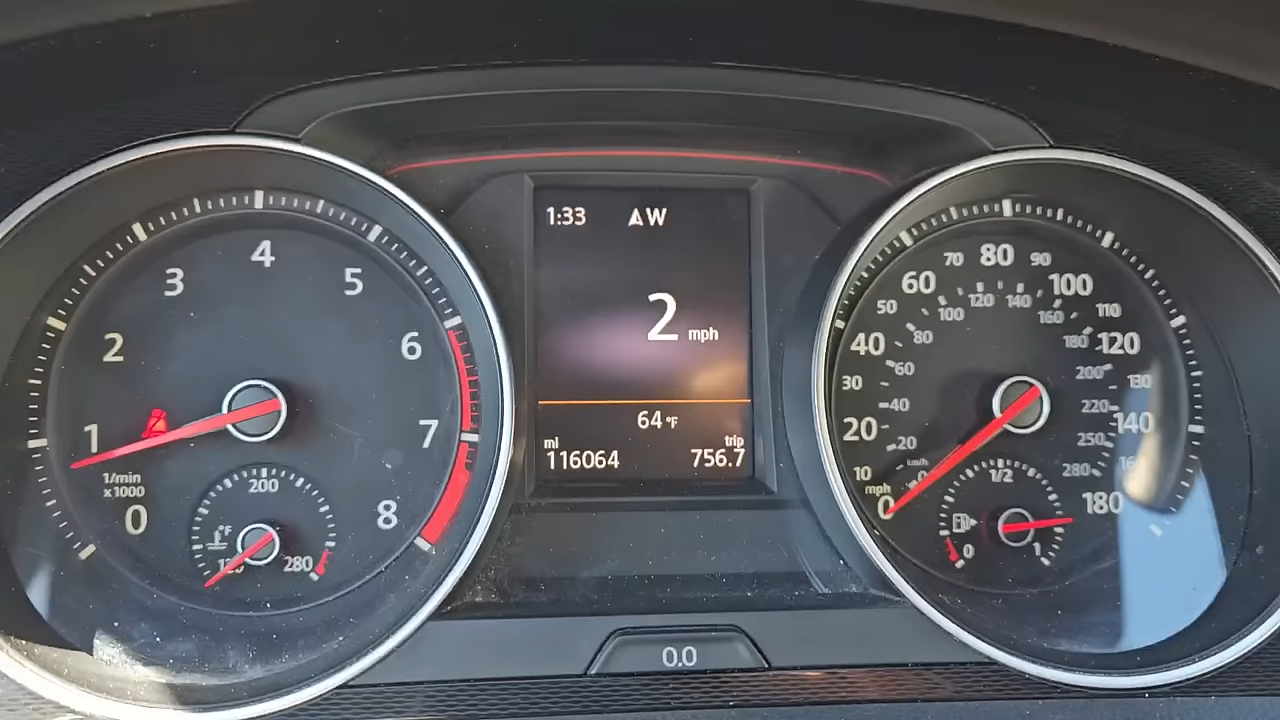 1:33 W
2 mph
64 °F
mi 116064
trip 756.7
0 1 2 3 4 5 6 7 8
1/min
x1000
°F
200
280
0 10 20 30 40 50 60 70 80 90 100 110 120 130 140 180
mph
km/h
20 40 60 80 100 120 140 160 180 200 220 250 280
1/2
0 1
0.0